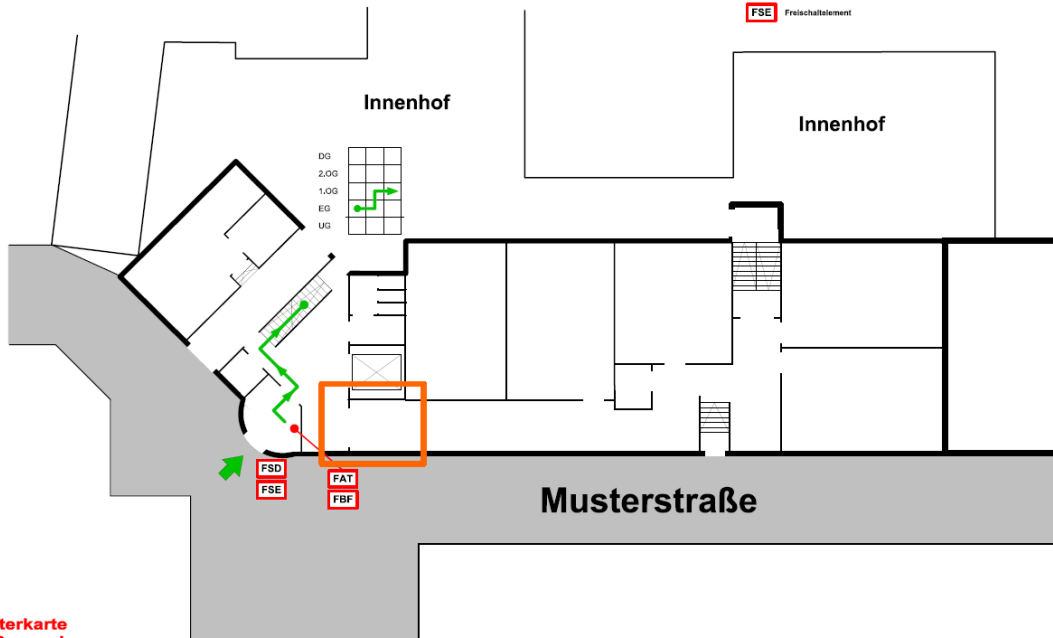 FSE Freischaltelement
Innenhof
Innenhof
DG
2.OG
1.OG
EG
UG
FSD
FSE
FAT
FBF
Musterstraße
terkarte